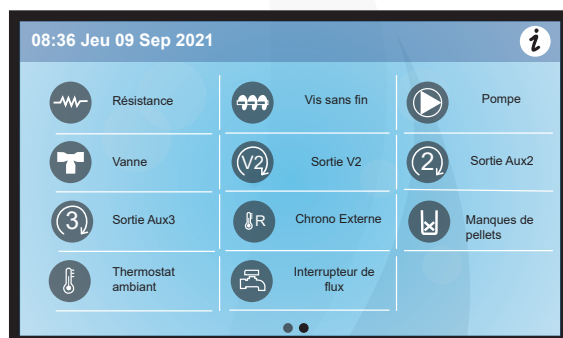 08:36 Jeu 09 Sep 2021
i
Résistance
Vis sans fin
Pompe
Vanne
V2
Sortie V2
2
Sortie Aux2
3
Sortie Aux3
R
Chrono Externe
Manques de
pellets
Thermostat
ambiant
Interrupteur de
flux